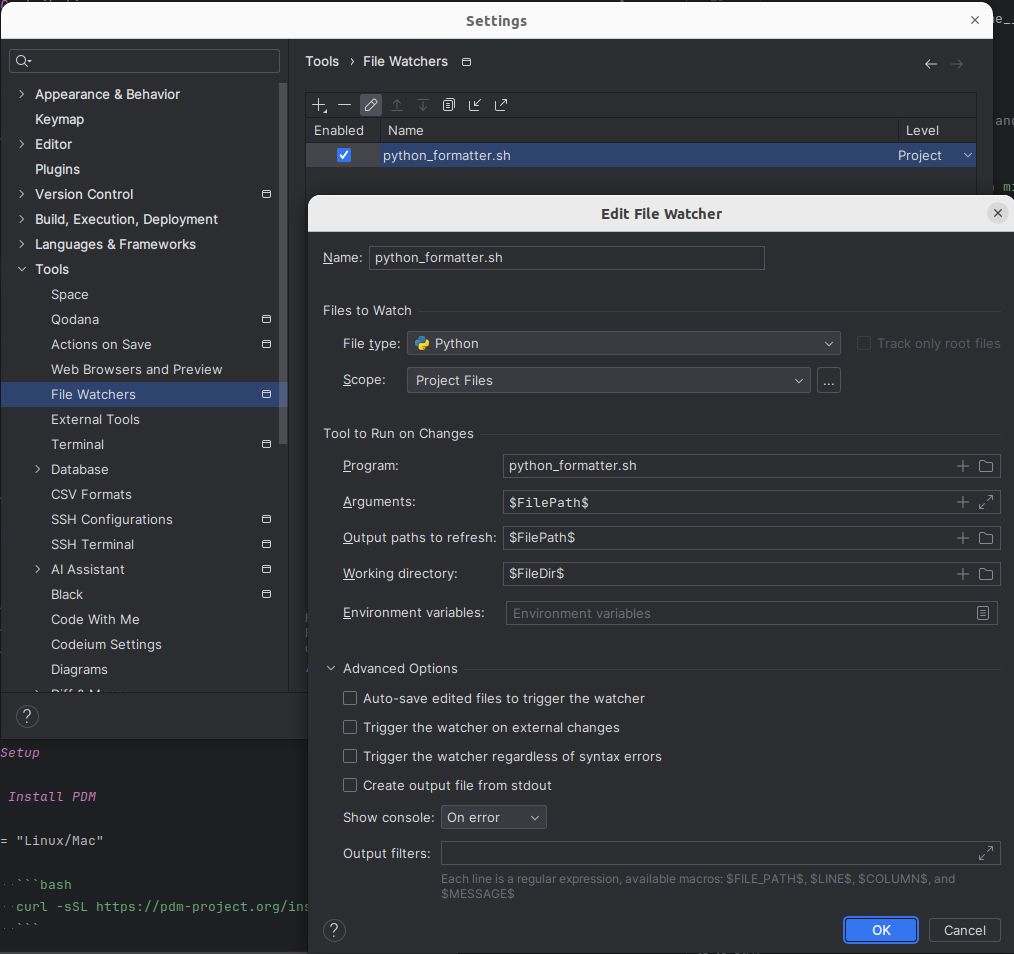 Settings
Tools › File Watchers
Appearance & Behavior
Keymap
Editor
Plugins
Version Control
Build, Execution, Deployment
Languages & Frameworks
Tools
Space
Qodana
Actions on Save
Web Browsers and Preview
File Watchers
External Tools
Terminal
Database
CSV Formats
SSH Configurations
SSH Terminal
AI Assistant
Black
Code With Me
Codeium Settings
Diagrams
?
Enabled Name Level
python_formatter.sh Project
and
Edit File Watcher
Name: python_formatter.sh
Files to Watch
File type: Python Track only root files
Scope: Project Files ...
Tool to Run on Changes
Program: python_formatter.sh
Arguments: $FilePath$
Output paths to refresh: $FilePath$
Working directory: $FileDir$
Environment variables: Environment variables
Advanced Options
Auto-save edited files to trigger the watcher
Trigger the watcher on external changes
Trigger the watcher regardless of syntax errors
Create output file from stdout
Show console: On error
Output filters:
Each line is a regular expression, available macros: $FILE_PATH$, $LINE$, $COLUMN$, and
$MESSAGE$
? OK Cancel
Setup
Install PDM
= "Linux/Mac"
```bash
curl -sSL https://pdm-project.org/ins
```